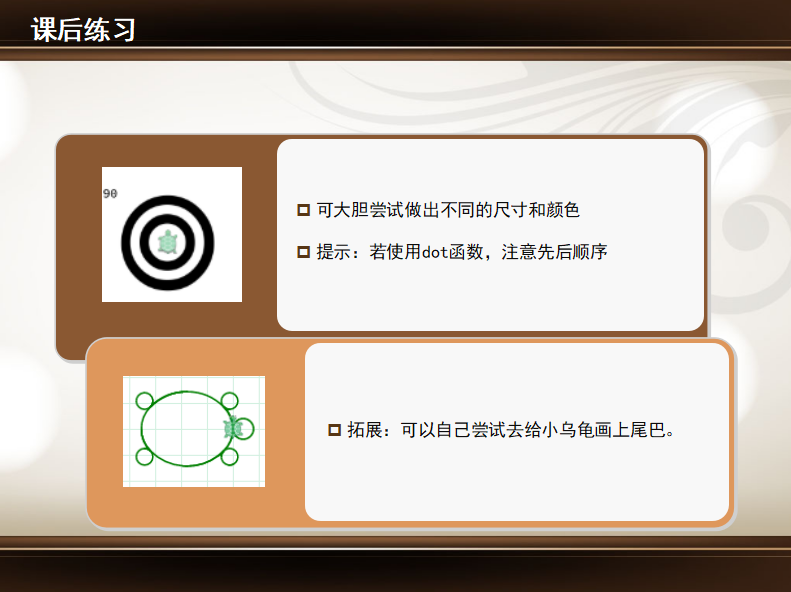 课后练习
90
可大胆尝试做出不同的尺寸和颜色
提示：若使用dot函数，注意先后顺序
拓展：可以自己尝试去给小乌龟画上尾巴。